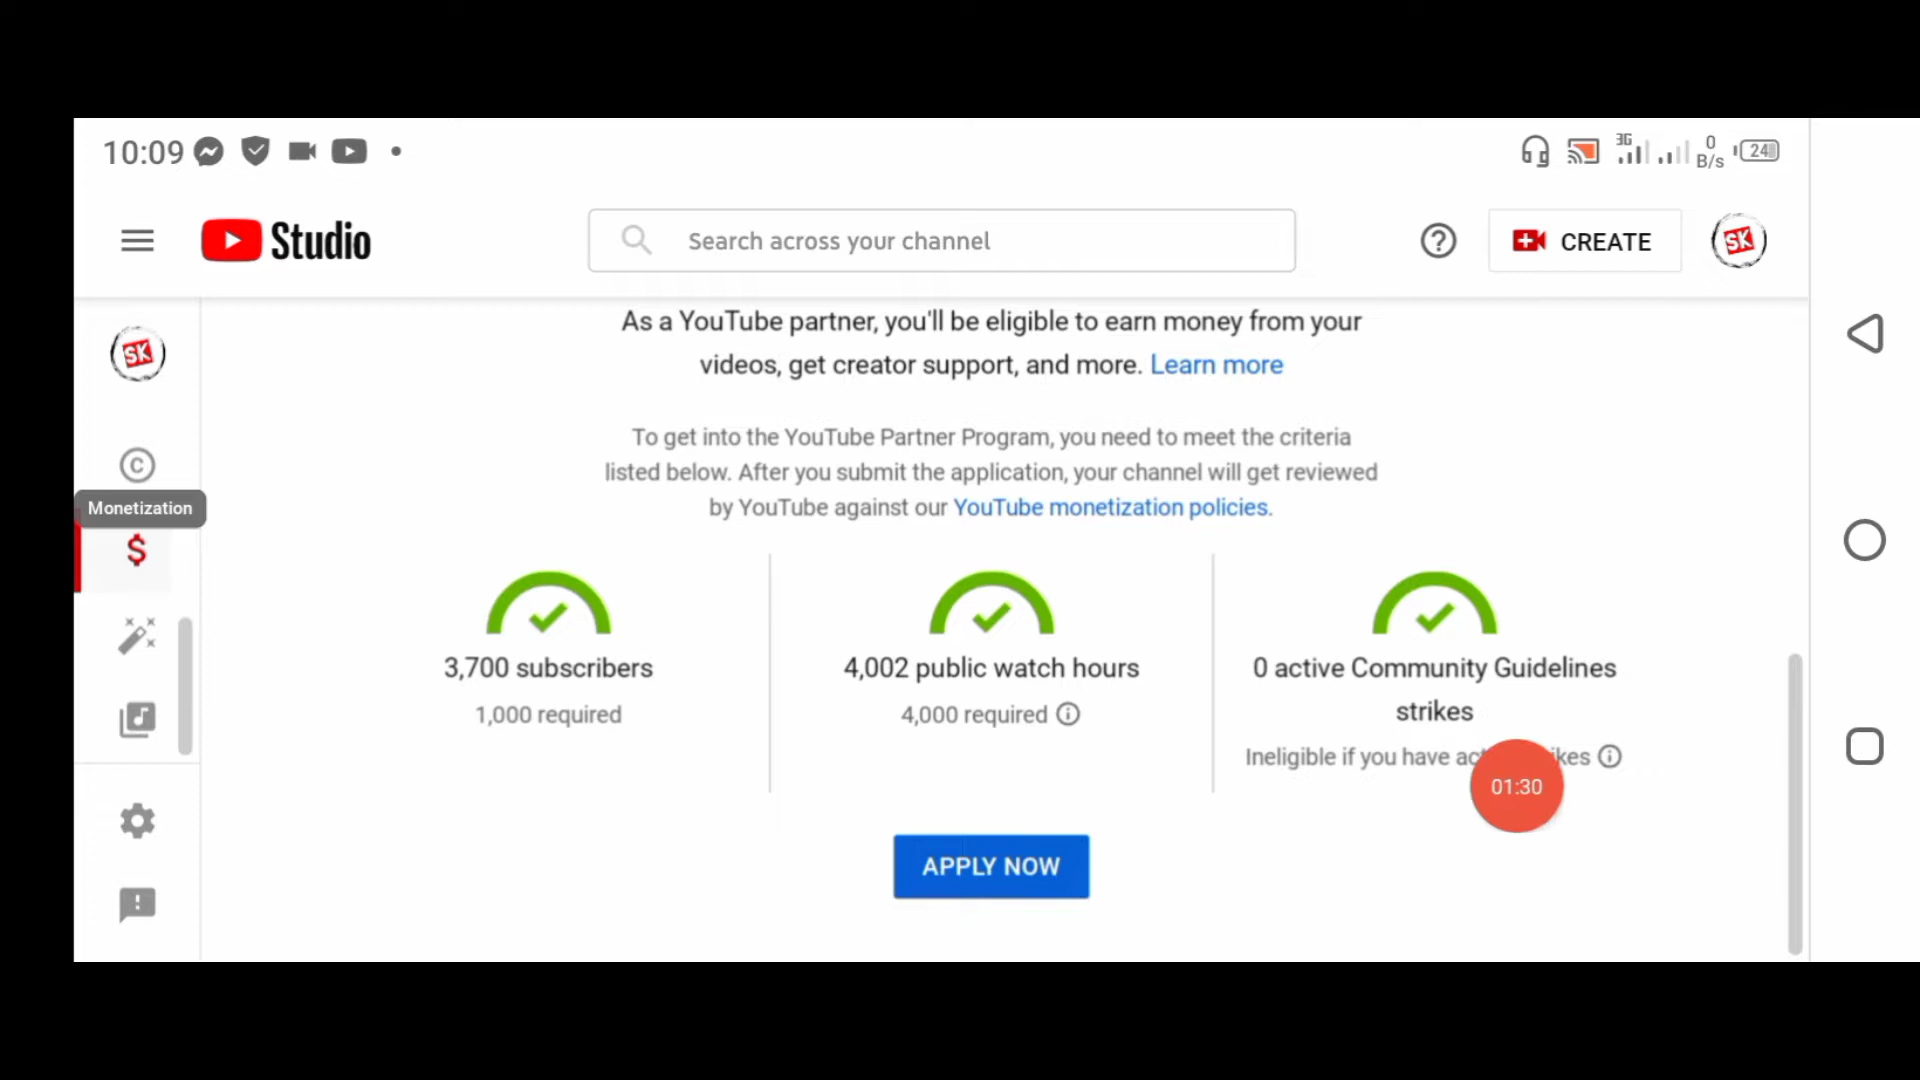 10:09
3G
0
B/s
24
Studio
Search across your channel
?
CREATE
SK
SK
As a YouTube partner, you'll be eligible to earn money from your
videos, get creator support, and more. Learn more
To get into the YouTube Partner Program, you need to meet the criteria
listed below. After you submit the application, your channel will get reviewed
by YouTube against our YouTube monetization policies.
Monetization
3,700 subscribers
1,000 required
4,002 public watch hours
4,000 required
0 active Community Guidelines
strikes
Ineligible if you have ac
kes
01:30
APPLY NOW